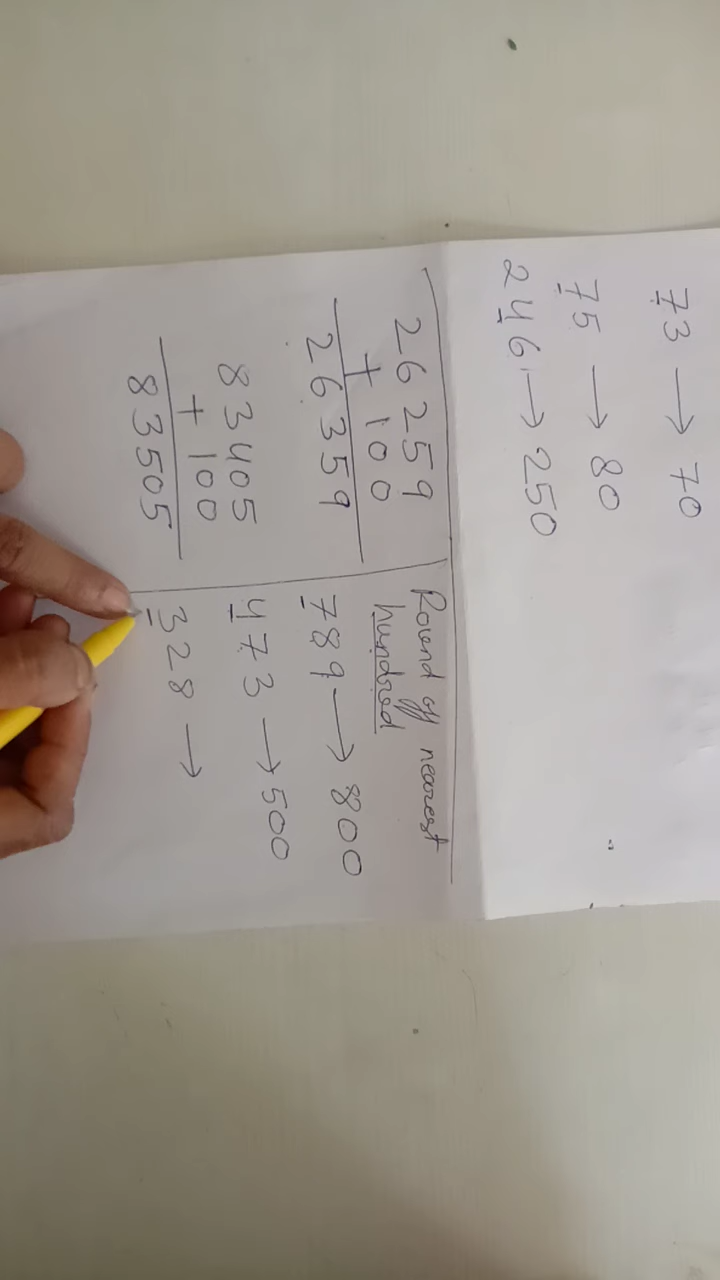 73 → 70
75 → 80
246 → 250
26259
+ 100
26359
83405
+ 100
83505
Round off nearest
hundred
789 → 800
473 → 500
328 →